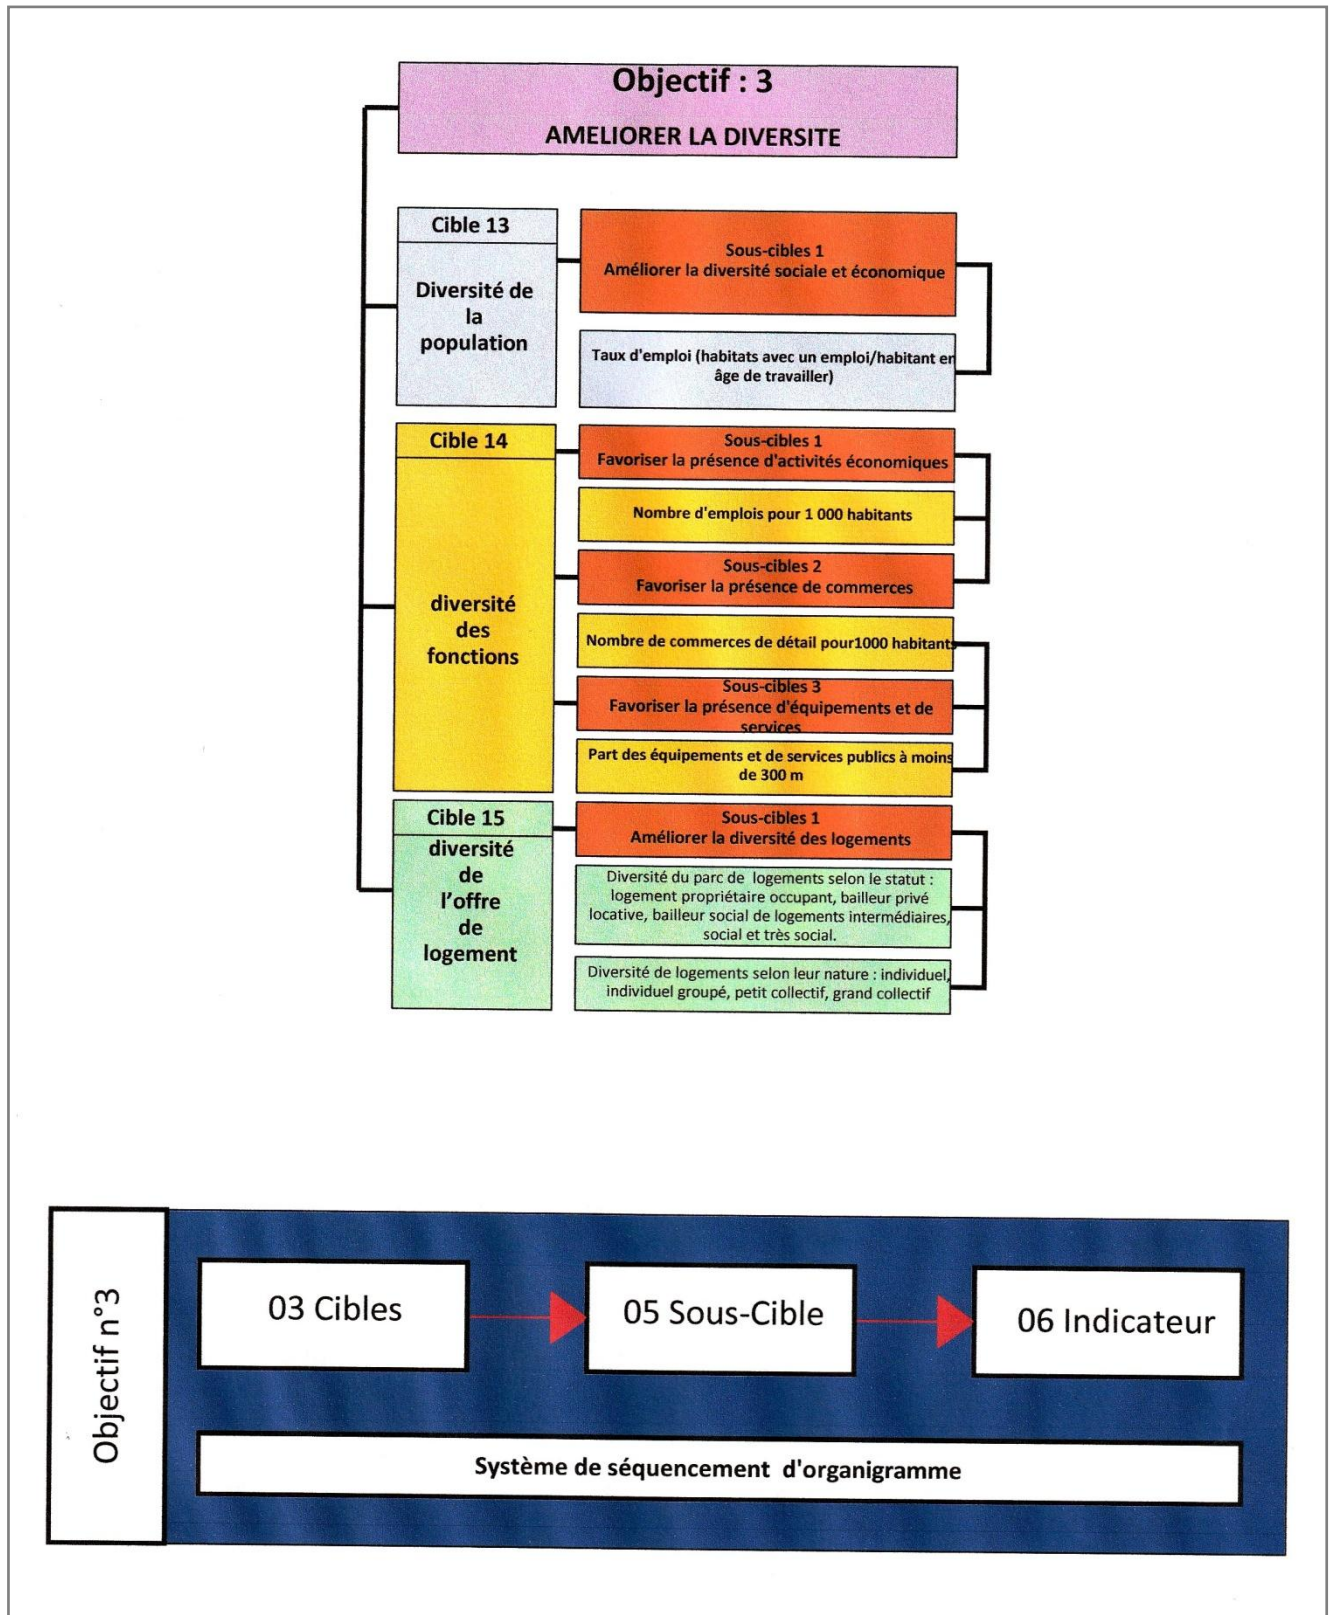 Objectif : 3
AMELIORER LA DIVERSITE
Cible 13
Diversité de
la
population
Sous-cibles 1
Améliorer la diversité sociale et économique
Taux d'emploi (habitats avec un emploi/habitant en
âge de travailler)
Cible 14
diversité
des
fonctions
Sous-cibles 1
Favoriser la présence d'activités économiques
Nombre d'emplois pour 1 000 habitants
Sous-cibles 2
Favoriser la présence de commerces
Nombre de commerces de détail pour1000 habitants
Sous-cibles 3
Favoriser la présence d'équipements et de
services
Part des équipements et de services publics à moins
de 300 m
Cible 15
diversité
de
l’offre
de
logement
Sous-cibles 1
Améliorer la diversité des logements
Diversité du parc de logements selon le statut :
logement propriétaire occupant, bailleur privé
locative, bailleur social de logements intermédiaires,
social et très social.
Diversité de logements selon leur nature : individuel,
individuel groupé, petit collectif, grand collectif
Objectif n°3
03 Cibles
05 Sous-Cible
06 Indicateur
Système de séquencement d'organigramme